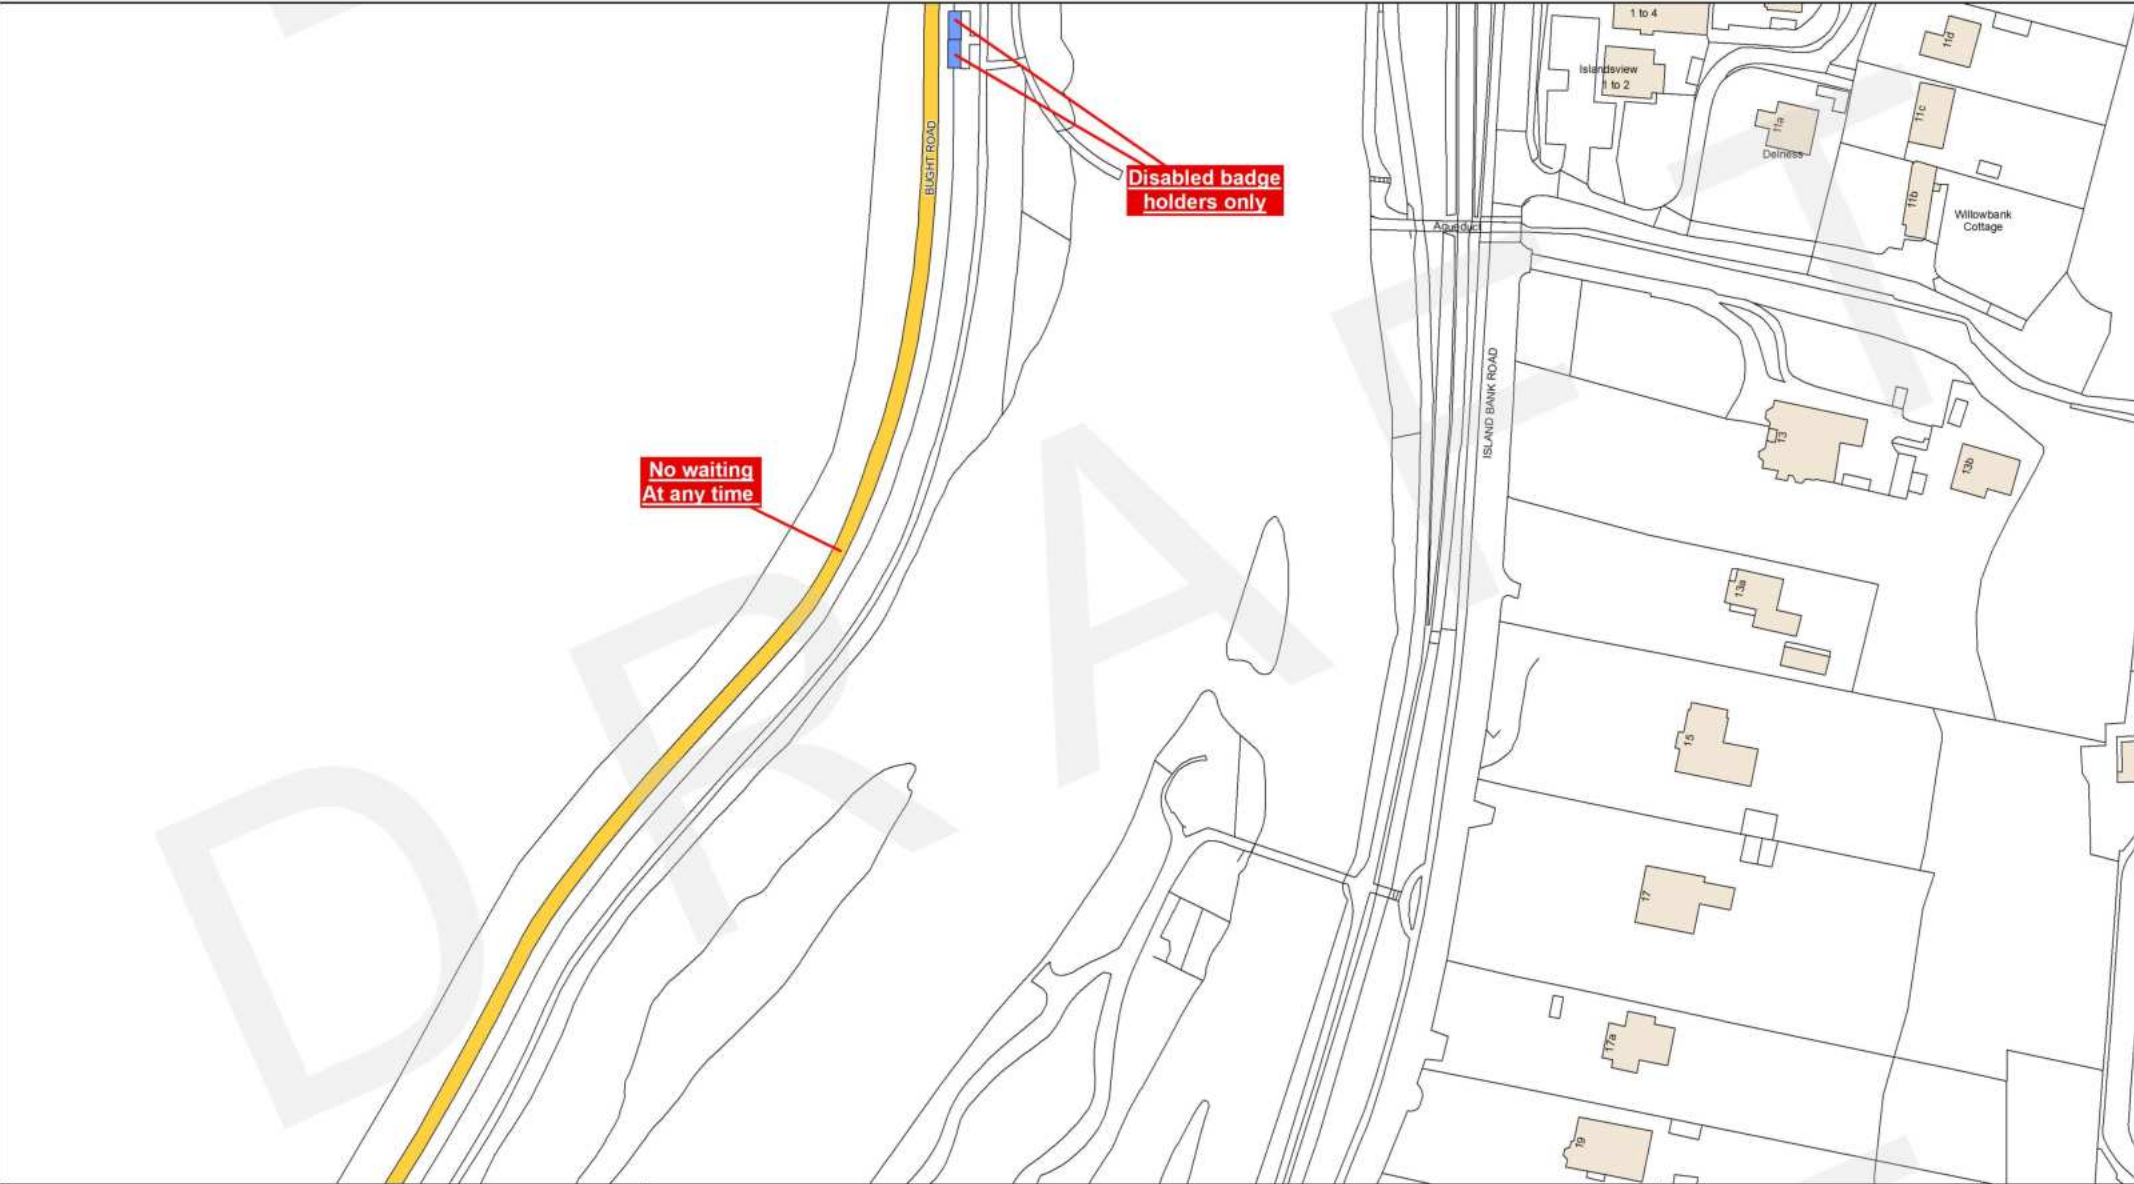 1 to 4
11d
Islandsview
1 to 2
11c
11a
Delness
11b
Willowbank
Cottage
BUGHT ROAD
Disabled badge
holders only
Aqueduct
ISLAND BANK ROAD
No waiting
At any time
13
13b
13a
15
17
17a
19
DRAFT